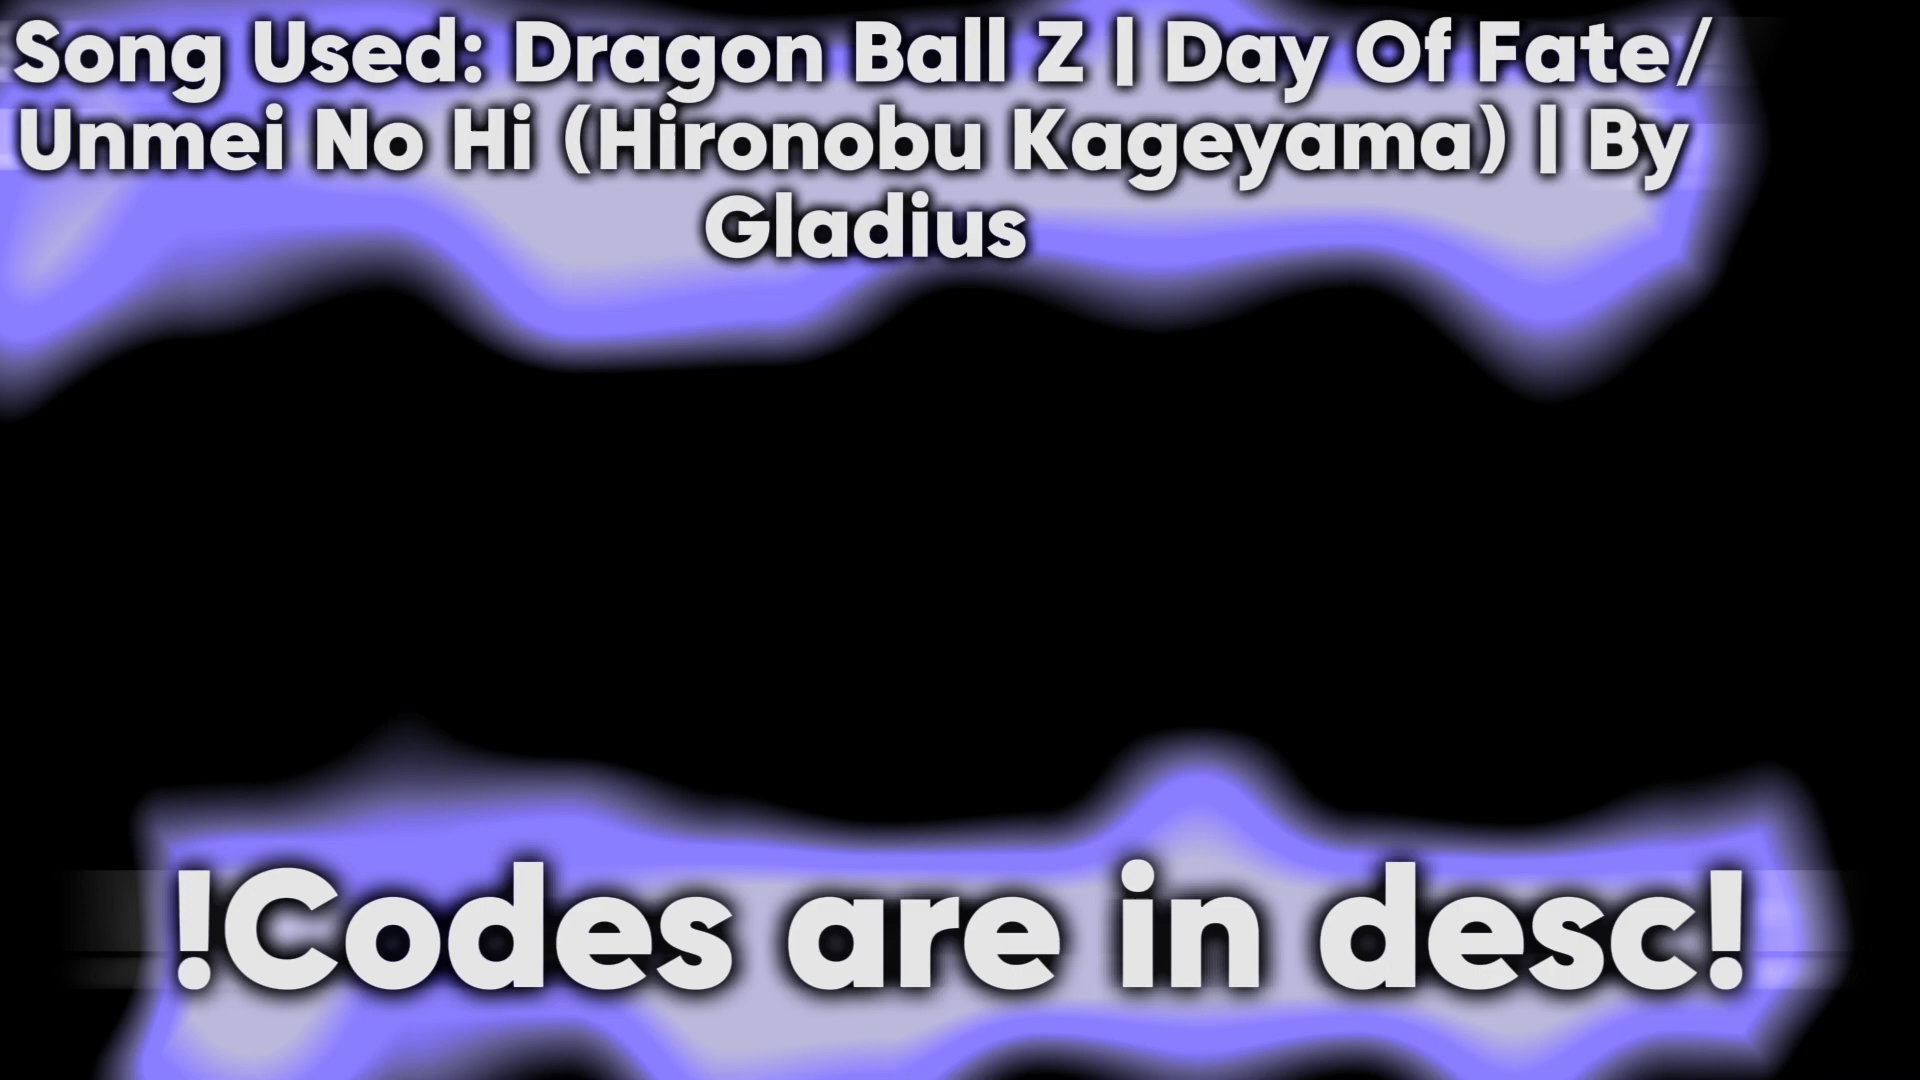 Song Used: Dragon Ball Z | Day Of Fate/
Unmei No Hi (Hironobu Kageyama) | By
Gladius
!Codes are in desc!